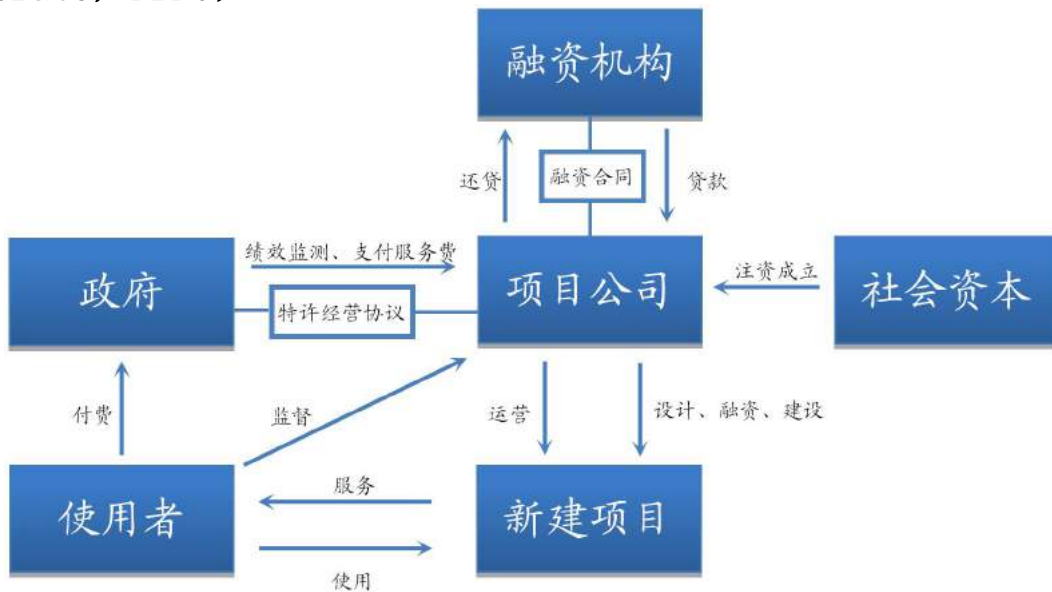 融资机构
还贷
融资合同
贷款
绩效监测、支付服务费
政府
特许经营协议
项目公司
注资成立
社会资本
付费
监督
运营
设计、融资、建设
使用者
服务
使用
新建项目